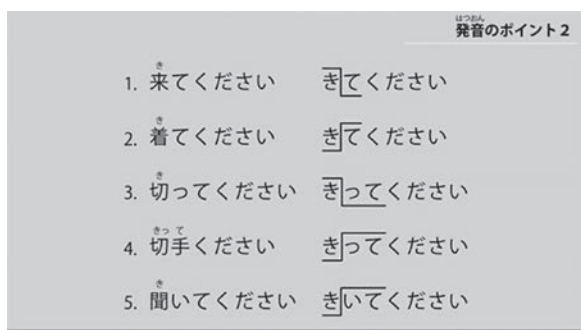 発音のポイント2
1. 来てください きてください
2. 着てください きてください
3. 切ってください きってください
4. 切手ください きってください
5. 聞いてください きいてください